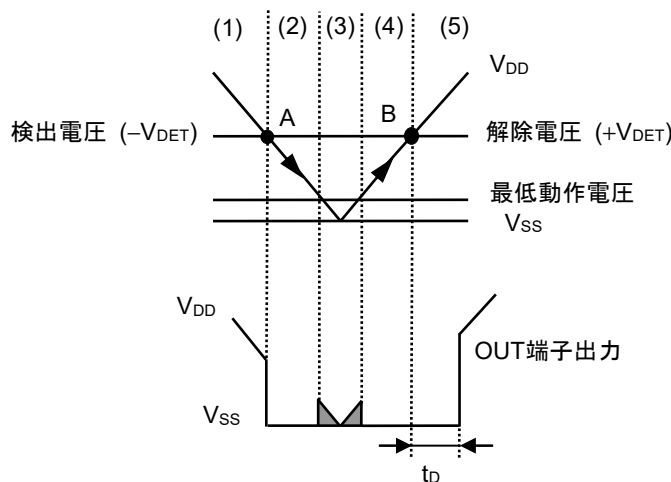 (1) (2) (3) (4) (5)
VDD
A B
検出電圧 (−VDET) 解除電圧 (+VDET)
最低動作電圧
VSS
VDD
OUT端子出力
VSS
tD